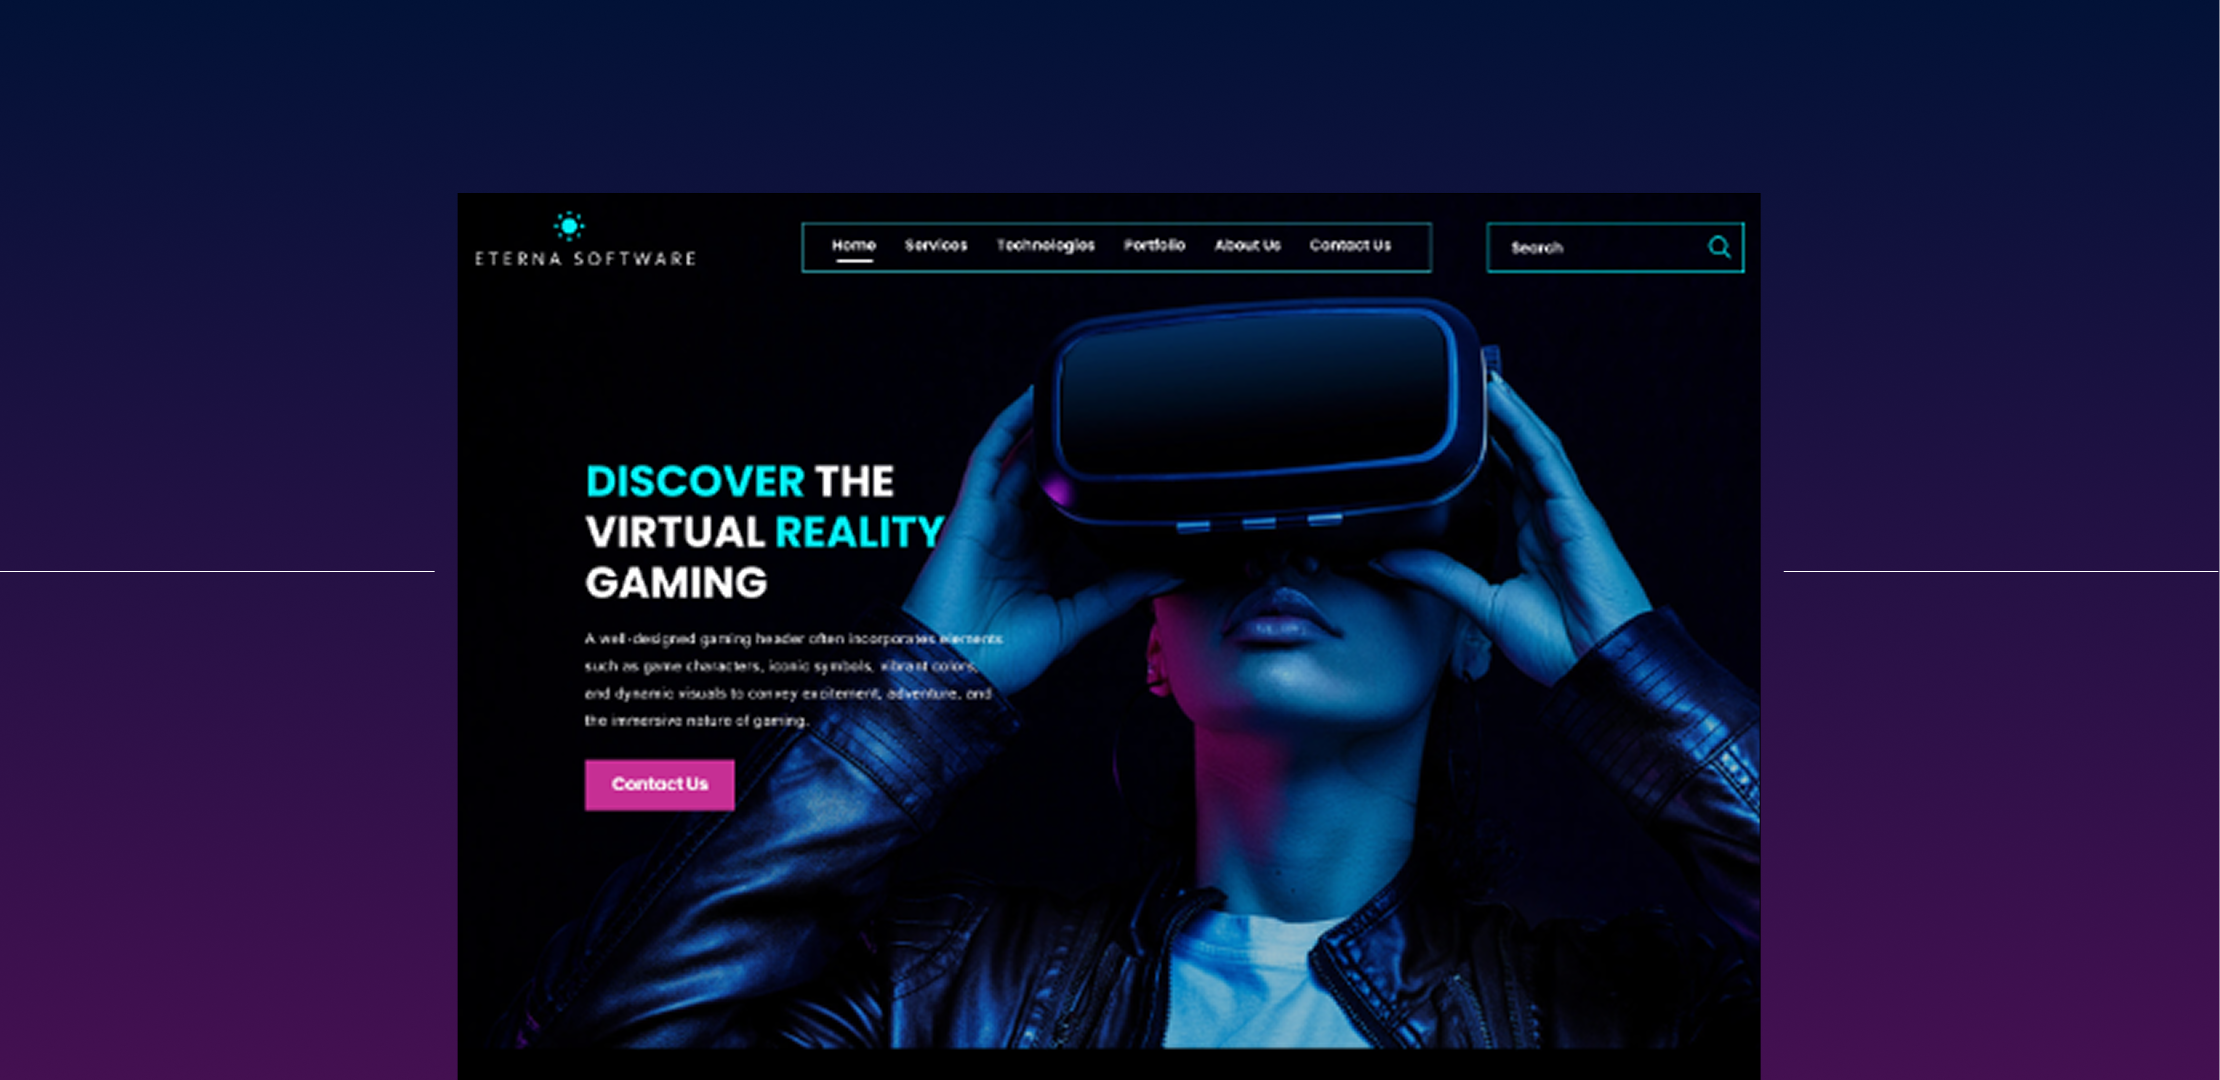 ETERNA SOFTWARE
Home Services Technologies Portfolio About Us Contact Us
Search
DISCOVER THE
VIRTUAL REALITY
GAMING
A well-designed gaming header often incorporates elements
such as game characters, iconic symbols, vibrant colors,
and dynamic visuals to convey excitement, adventure, and
the immersive nature of gaming.
Contact Us